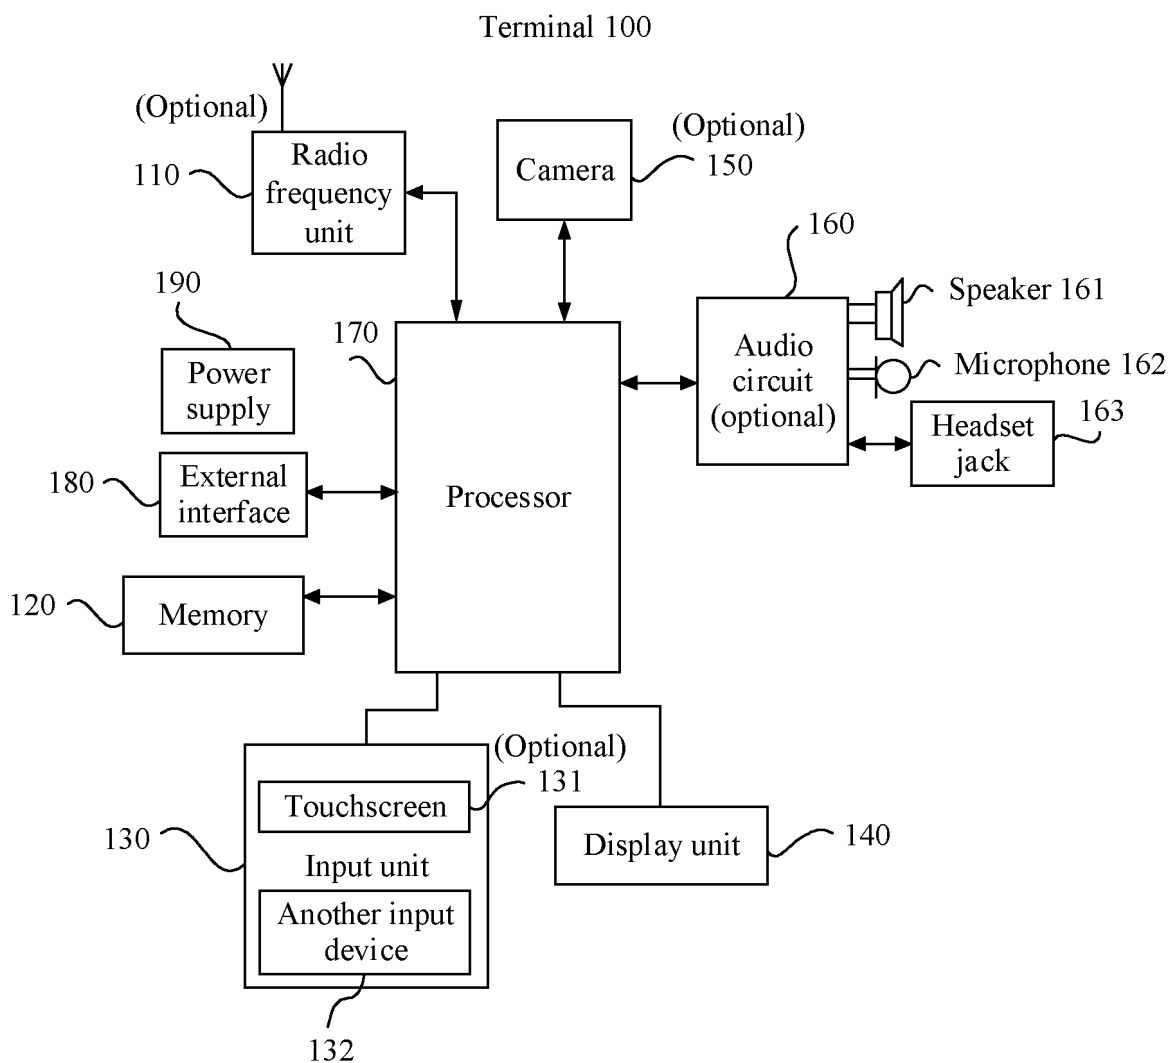 Terminal 100
(Optional)
110
Radio
frequency
unit
Camera
(Optional)
150
160
Speaker 161
Microphone 162
Audio
circuit
(optional)
Headset
jack
163
190
Power
supply
170
Processor
180
External
interface
120
Memory
(Optional)
131
Touchscreen
130
Input unit
Another input
device
132
Display unit
140